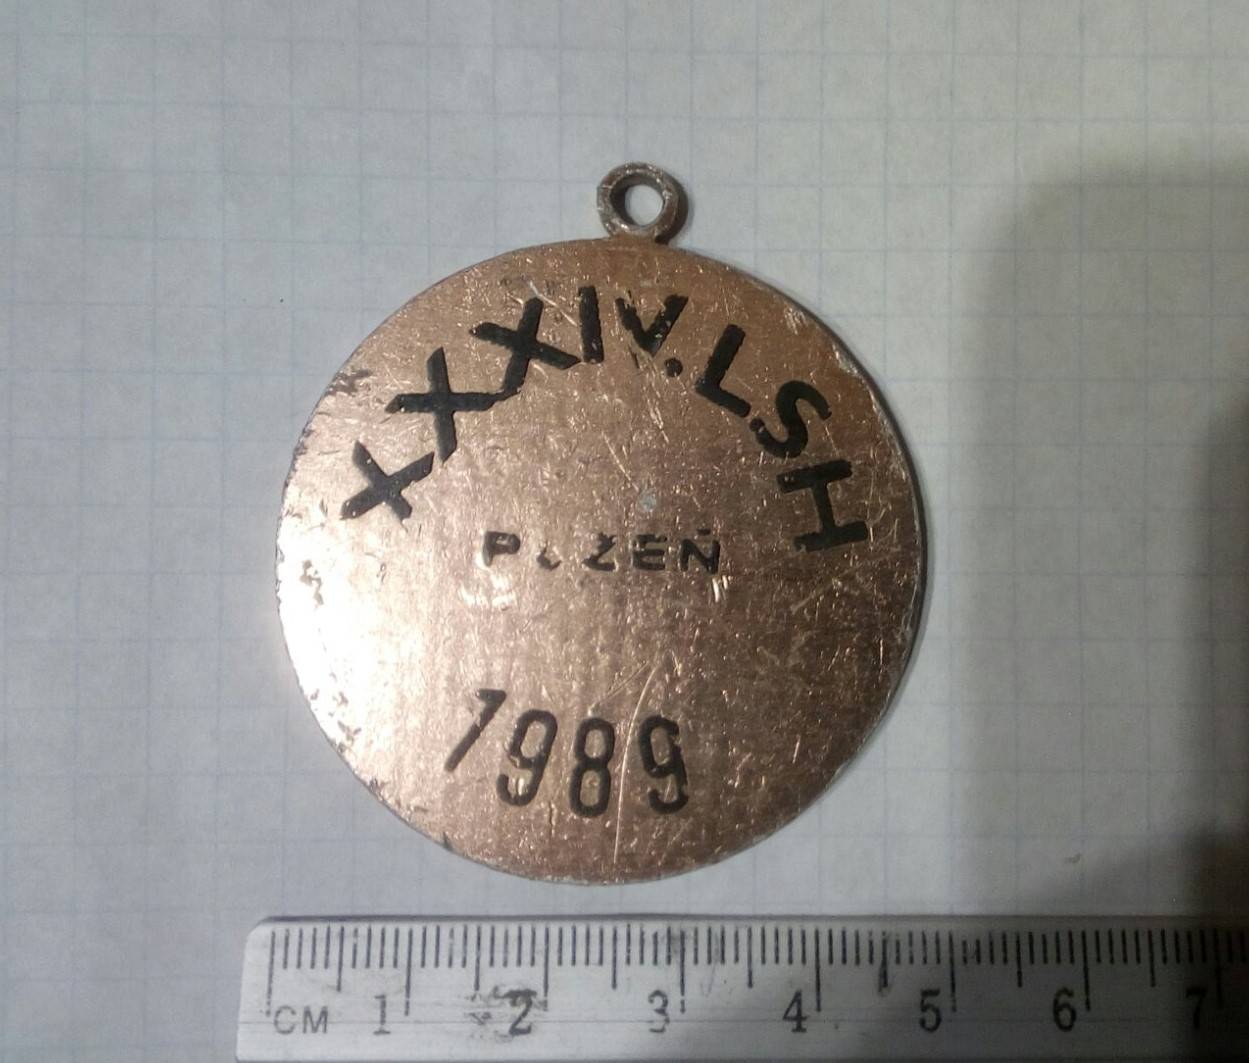 XXXIV. LSH
PLZEŇ
1989
CM 1 2 3 4 5 6 7